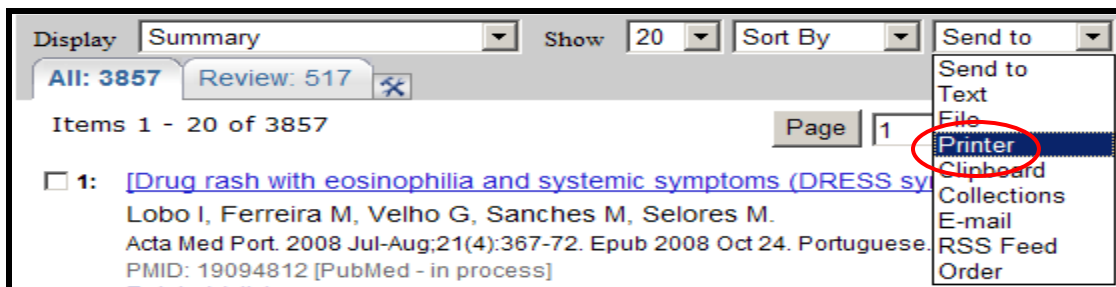 Display Summary Show 20 Sort By Send to
All: 3857 Review: 517
Send to
Text
File
Printer
Clipboard
Collections
E-mail
RSS Feed
Order
Items 1 - 20 of 3857 Page 1
1: [Drug rash with eosinophilia and systemic symptoms (DRESS sy
Lobo I, Ferreira M, Velho G, Sanches M, Selores M.
Acta Med Port. 2008 Jul-Aug;21(4):367-72. Epub 2008 Oct 24. Portuguese.
PMID: 19094812 [PubMed - in process]